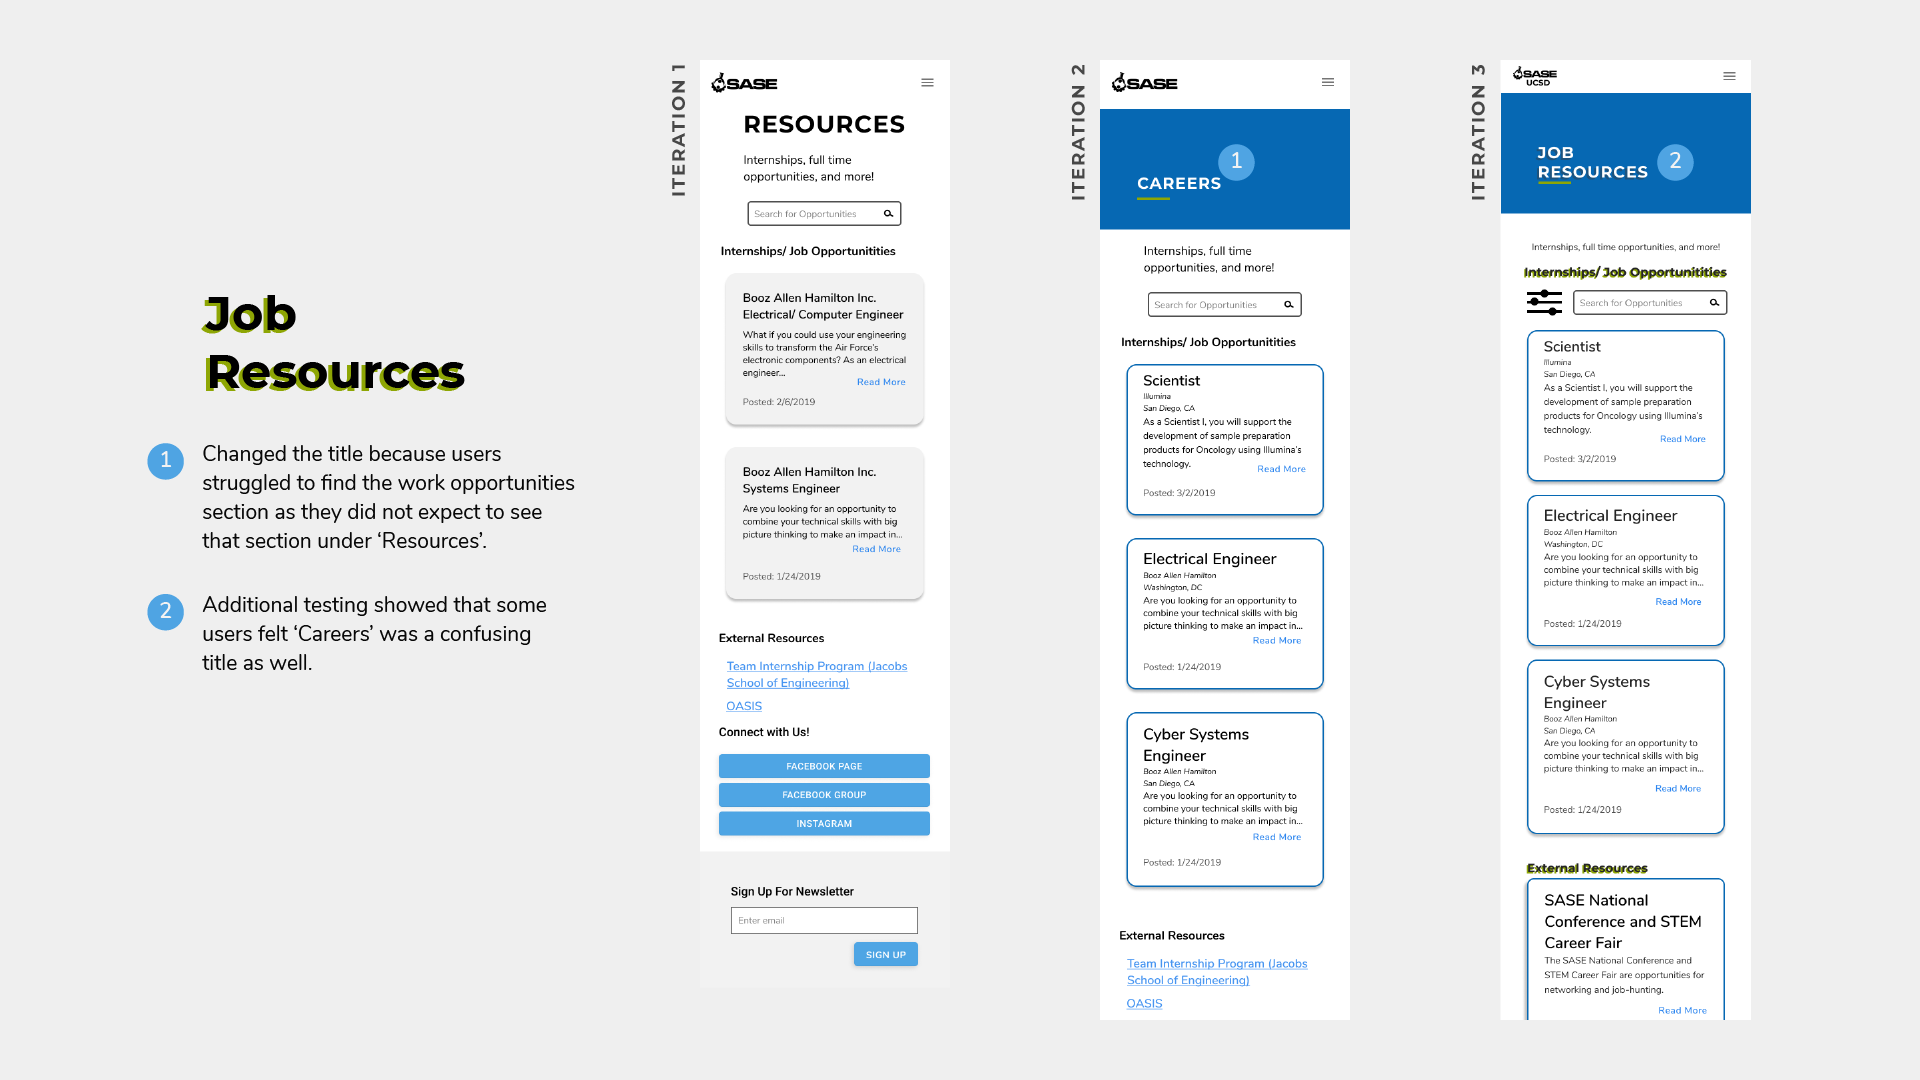 Job
Resources
1
Changed the title because users
struggled to find the work opportunities
section as they did not expect to see
that section under ‘Resources’.
2
Additional testing showed that some
users felt ‘Careers’ was a confusing
title as well.
ITERATION 1
SASE
RESOURCES
Internships, full time
opportunities, and more!
Search for Opportunities
Internships/ Job Opportunitities
Booz Allen Hamilton Inc.
Electrical/ Computer Engineer
What if you could use your engineering
skills to transform the Air Force’s
electronic components? As an electrical
engineer...
Read More
Posted: 2/6/2019
Booz Allen Hamilton Inc.
Systems Engineer
Are you looking for an opportunity to
combine your technical skills with big
picture thinking to make an impact in...
Read More
Posted: 1/24/2019
External Resources
Team Internship Program (Jacobs
School of Engineering)
OASIS
Connect with Us!
FACEBOOK PAGE
FACEBOOK GROUP
INSTAGRAM
Sign Up For Newsletter
Enter email
SIGN UP
ITERATION 2
SASE
1
CAREERS
Internships, full time
opportunities, and more!
Search for Opportunities
Internships/ Job Opportunitities
Scientist
Illumina
San Diego, CA
As a Scientist I, you will support the
development of sample preparation
products for Oncology using Illumina’s
technology.
Read More
Posted: 3/2/2019
Electrical Engineer
Booz Allen Hamilton
Washington, DC
Are you looking for an opportunity to
combine your technical skills with big
picture thinking to make an impact in...
Read More
Posted: 1/24/2019
Cyber Systems
Engineer
Booz Allen Hamilton
San Diego, CA
Are you looking for an opportunity to
combine your technical skills with big
picture thinking to make an impact in...
Read More
Posted: 1/24/2019
External Resources
Team Internship Program (Jacobs
School of Engineering)
OASIS
ITERATION 3
SASE
UCSD
JOB
RESOURCES
2
Internships, full time opportunities, and more!
Internships/ Job Opportunitities
Search for Opportunities
Scientist
Illumina
San Diego, CA
As a Scientist I, you will support the
development of sample preparation
products for Oncology using Illumina’s
technology.
Read More
Posted: 3/2/2019
Electrical Engineer
Booz Allen Hamilton
Washington, DC
Are you looking for an opportunity to
combine your technical skills with big
picture thinking to make an impact in...
Read More
Posted: 1/24/2019
Cyber Systems
Engineer
Booz Allen Hamilton
San Diego, CA
Are you looking for an opportunity to
combine your technical skills with big
picture thinking to make an impact in...
Read More
Posted: 1/24/2019
External Resources
SASE National
Conference and STEM
Career Fair
The SASE National Conference and
STEM Career Fair are opportunities for
networking and job-hunting.
Read More